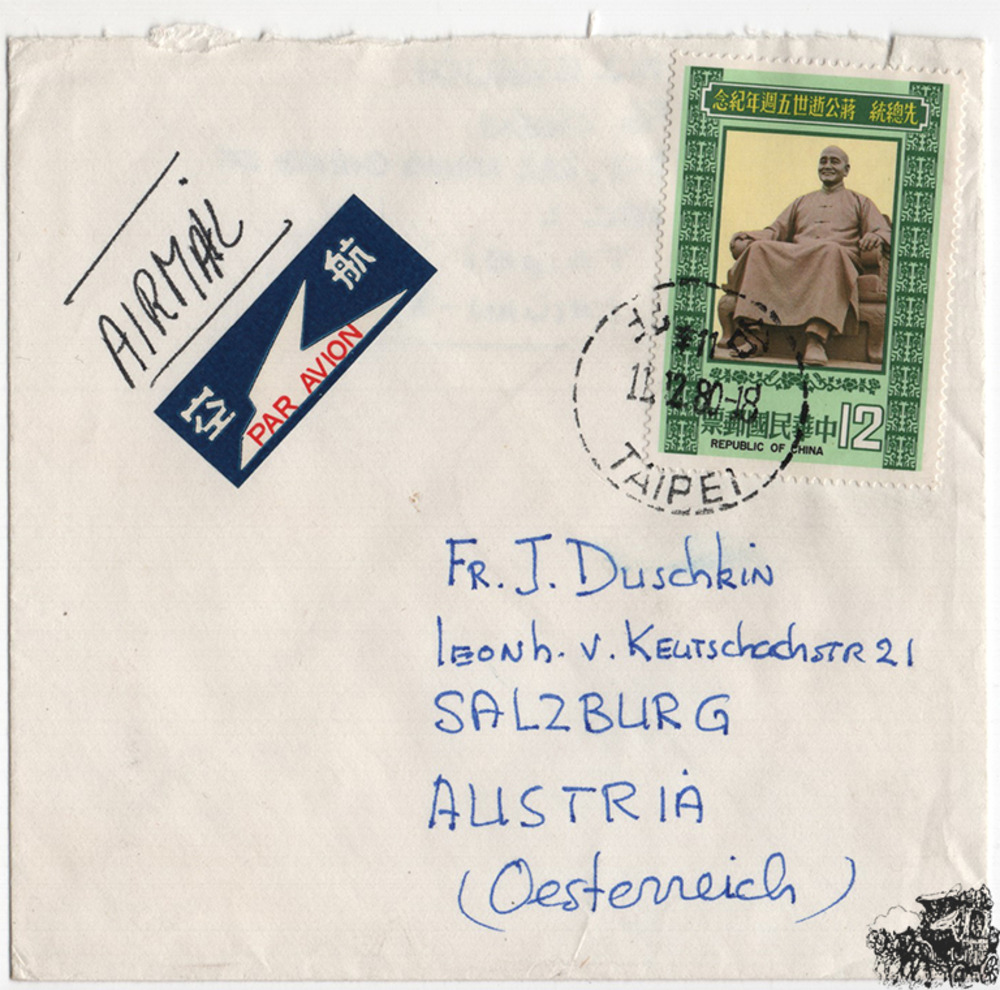 先總統 蔣公逝世五週年紀念
AIRMAIL
航空
PAR AVION
11.12.80-18
中華民國郵票 12
REPUBLIC OF CHINA
TAIPEI
FR. J. Duschkin
Leonh. v. Keutschachstr 21
SALZBURG
AUSTRIA
(Oesterreich)